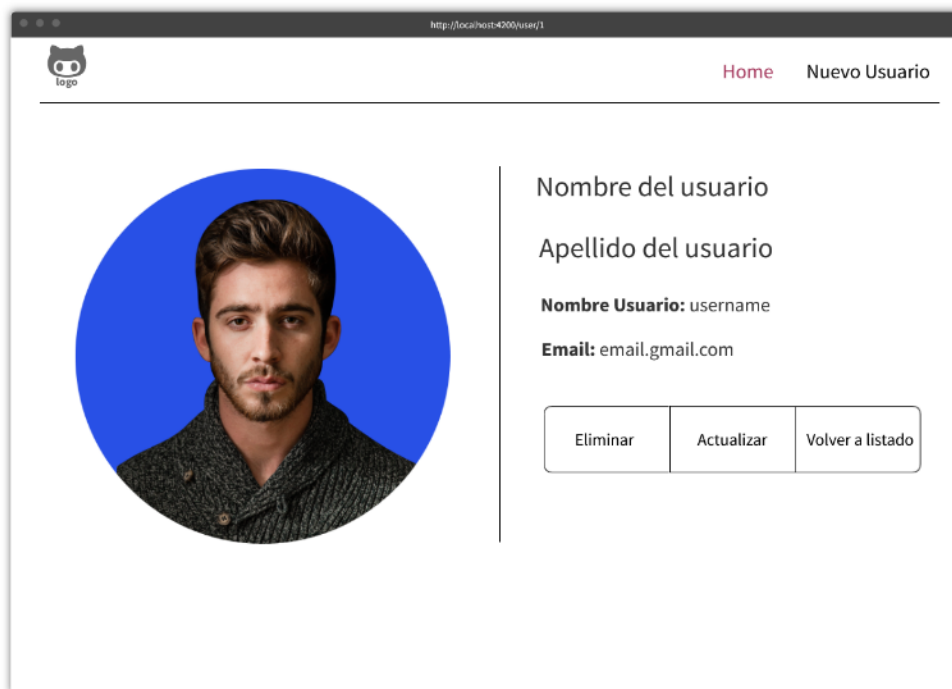 http://localhost:4200/user/1
logo
Home Nuevo Usuario
Nombre del usuario
Apellido del usuario
Nombre Usuario: username
Email: email.gmail.com
Eliminar Actualizar Volver a listado